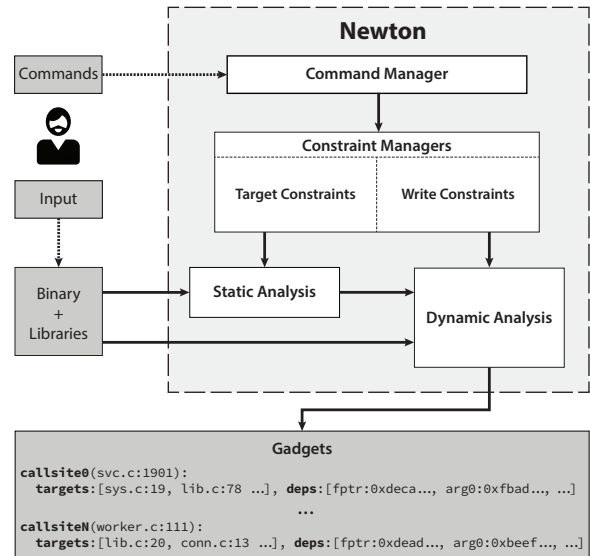 Newton
Commands
Command Manager
Constraint Managers
Target Constraints
Write Constraints
Input
Binary
+
Libraries
Static Analysis
Dynamic Analysis
Gadgets
callsite0(svc.c:1901):
targets:[sys.c:19, lib.c:78 …], deps:[fptr:0xdeca…, arg0:0xfbad…, …]
…
callsiteN(worker.c:111):
targets:[lib.c:20, conn.c:13 …], deps:[fptr:0xdead…, arg0:0xbeef…, …]